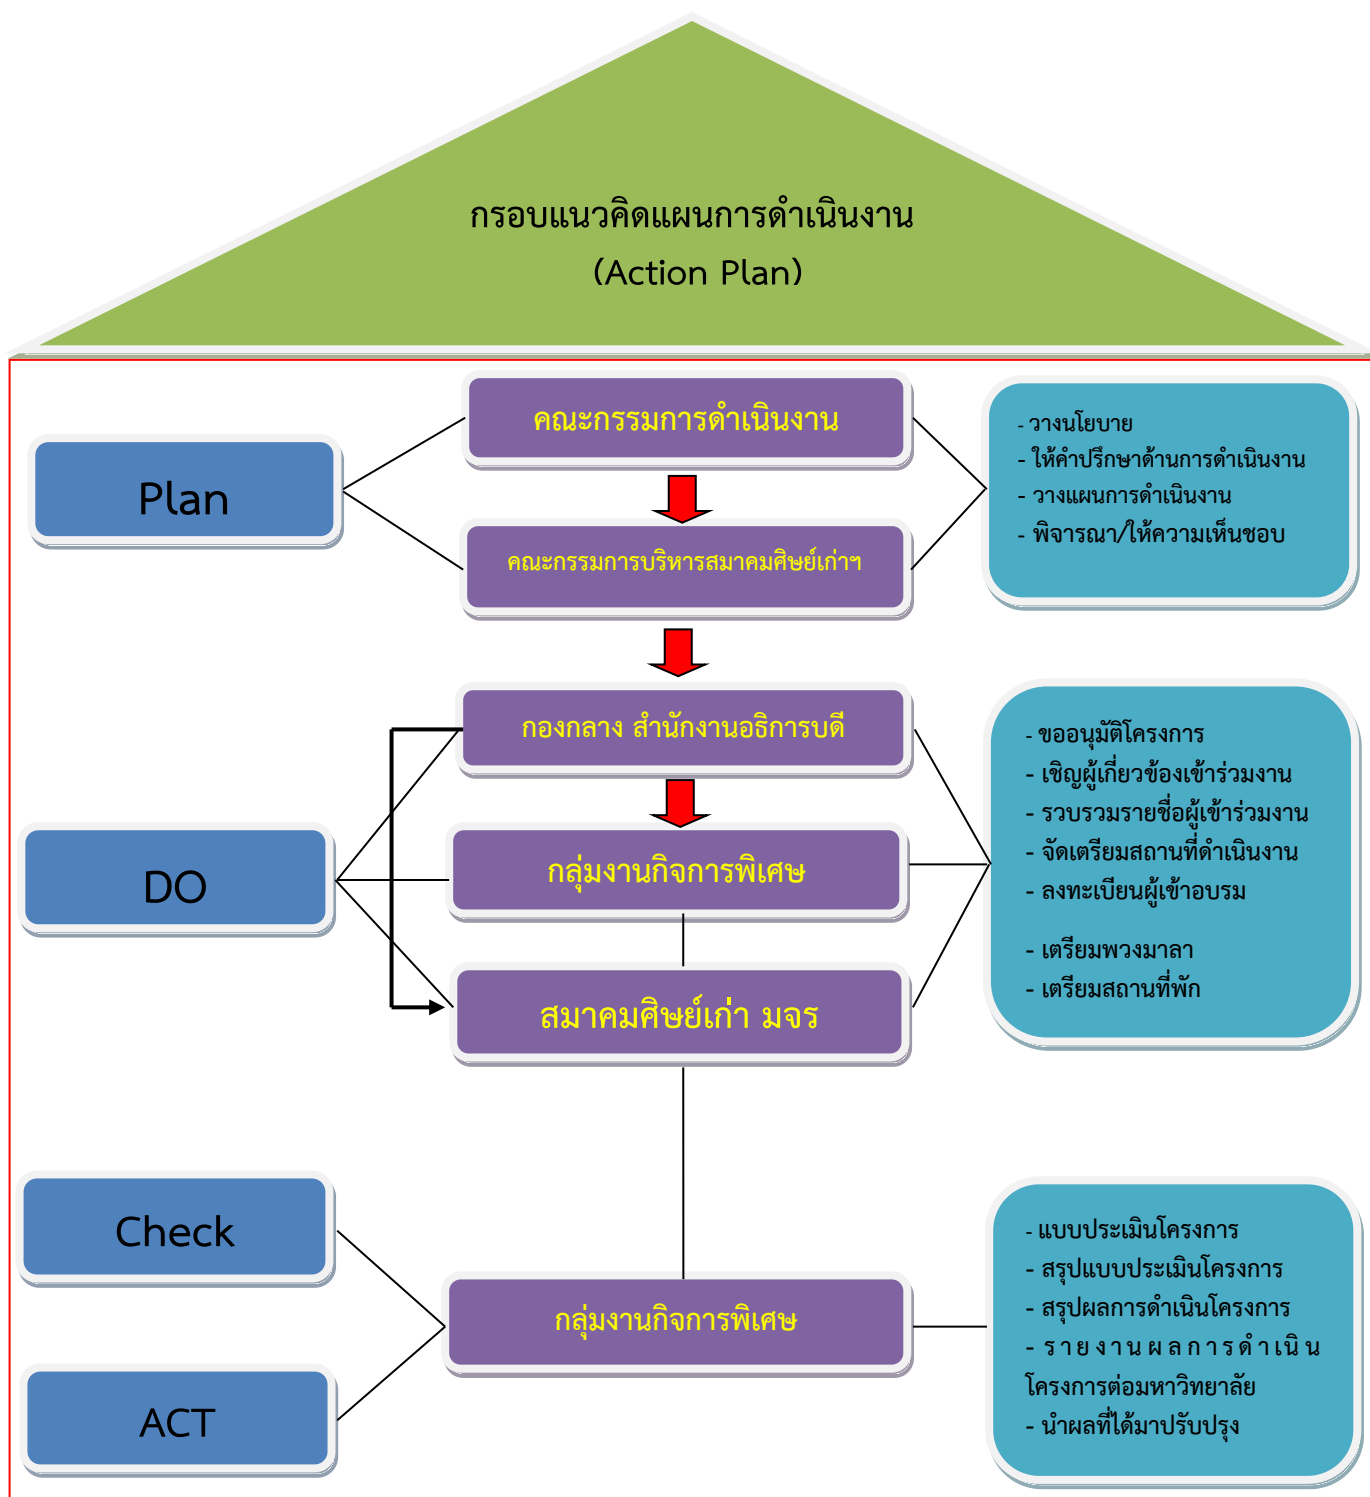 กรอบแนวคิดแผนการดำเนินงาน
(Action Plan)
Plan
คณะกรรมการดำเนินงาน
คณะกรรมการบริหารสมาคมศิษย์เก่าฯ
- วางนโยบาย
- ให้คำปรึกษาด้านการดำเนินงาน
- วางแผนการดำเนินงาน
- พิจารณา/ให้ความเห็นชอบ
DO
กองกลาง สำนักงานอธิการบดี
กลุ่มงานกิจการพิเศษ
สมาคมศิษย์เก่า มจร
- ขออนุมัติโครงการ
- เชิญผู้เกี่ยวข้องเข้าร่วมงาน
- รวบรวมรายชื่อผู้เข้าร่วมงาน
- จัดเตรียมสถานที่ดำเนินงาน
- ลงทะเบียนผู้เข้าอบรม
- เตรียมพวงมาลา
- เตรียมสถานที่พัก
Check
ACT
กลุ่มงานกิจการพิเศษ
- แบบประเมินโครงการ
- สรุปแบบประเมินโครงการ
- สรุปผลการดำเนินโครงการ
- รายงานผลการดำเนิน
โครงการต่อมหาวิทยาลัย
- นำผลที่ได้มาปรับปรุง